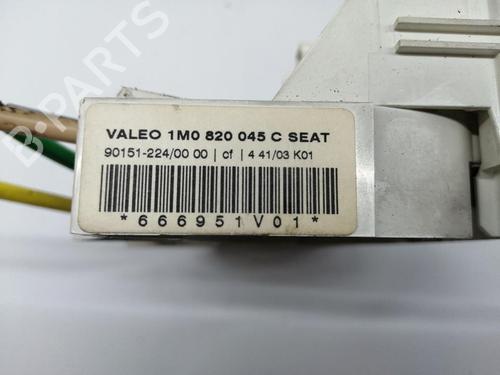 VALEO 1M0 820 045 C SEAT
90151-224/00 00 | cf | 4 41/03 K01
*666951V01*
B-PARTS